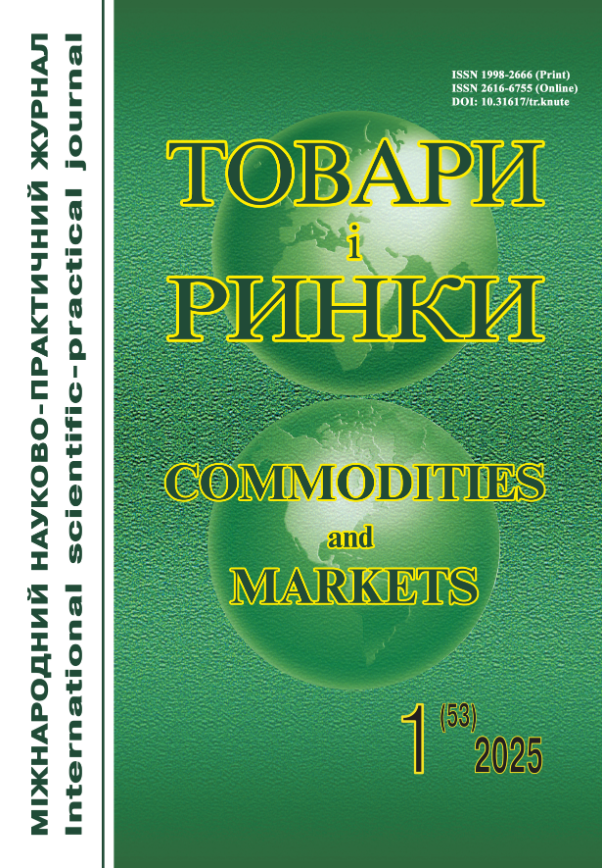 МІЖНАРОДНИЙ НАУКОВО-ПРАКТИЧНИЙ ЖУРНАЛ
International scientific-practical journal
ISSN 1998-2666 (Print)
ISSN 2616-6755 (Online)
DOI: 10.31617/tr.knute
ТОВАРИ
і
РИНКИ
COMMODITIES
and
MARKETS
1 (53)
2025